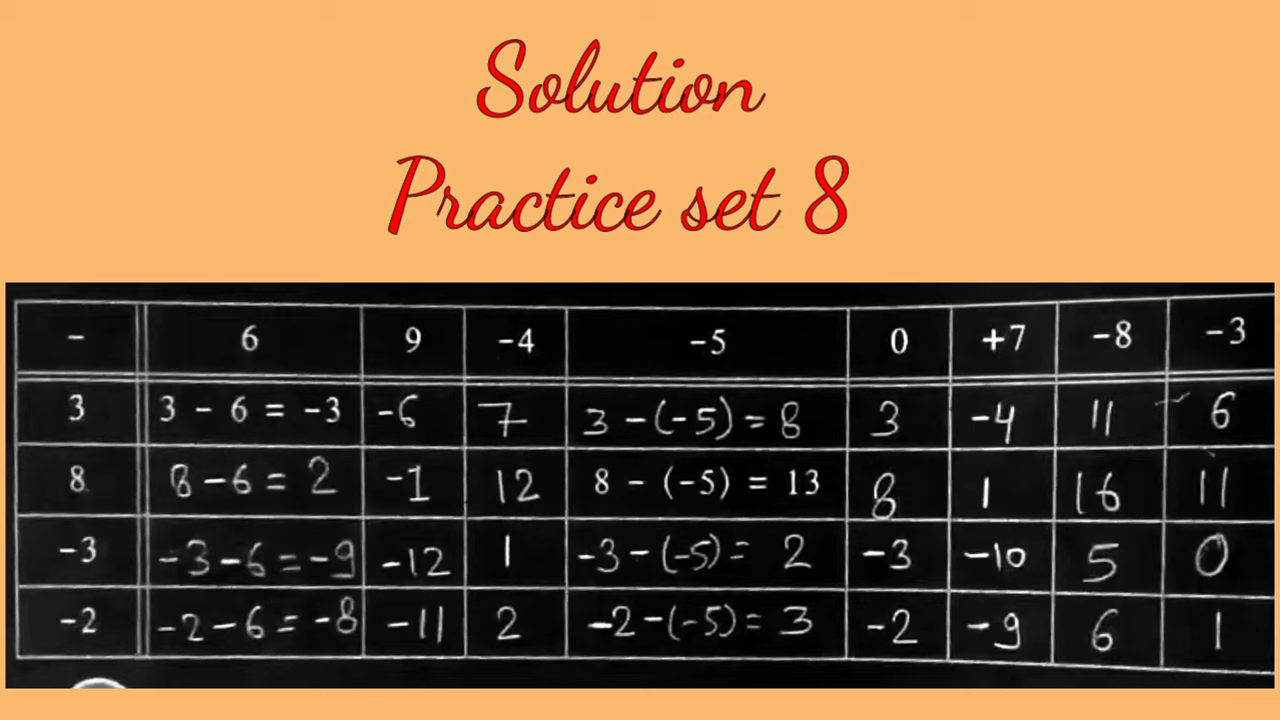 Solution
Practice set 8
- 6 9 -4 -5 0 +7 -8 -3
3 3 - 6 = -3 -6 7 3 - (-5) = 8 3 -4 11 6
8 8 - 6 = 2 -1 12 8 - (-5) = 13 8 1 16 11
-3 -3 - 6 = -9 -12 1 -3 - (-5) = 2 -3 -10 5 0
-2 -2 - 6 = -8 -11 2 -2 - (-5) = 3 -2 -9 6 1